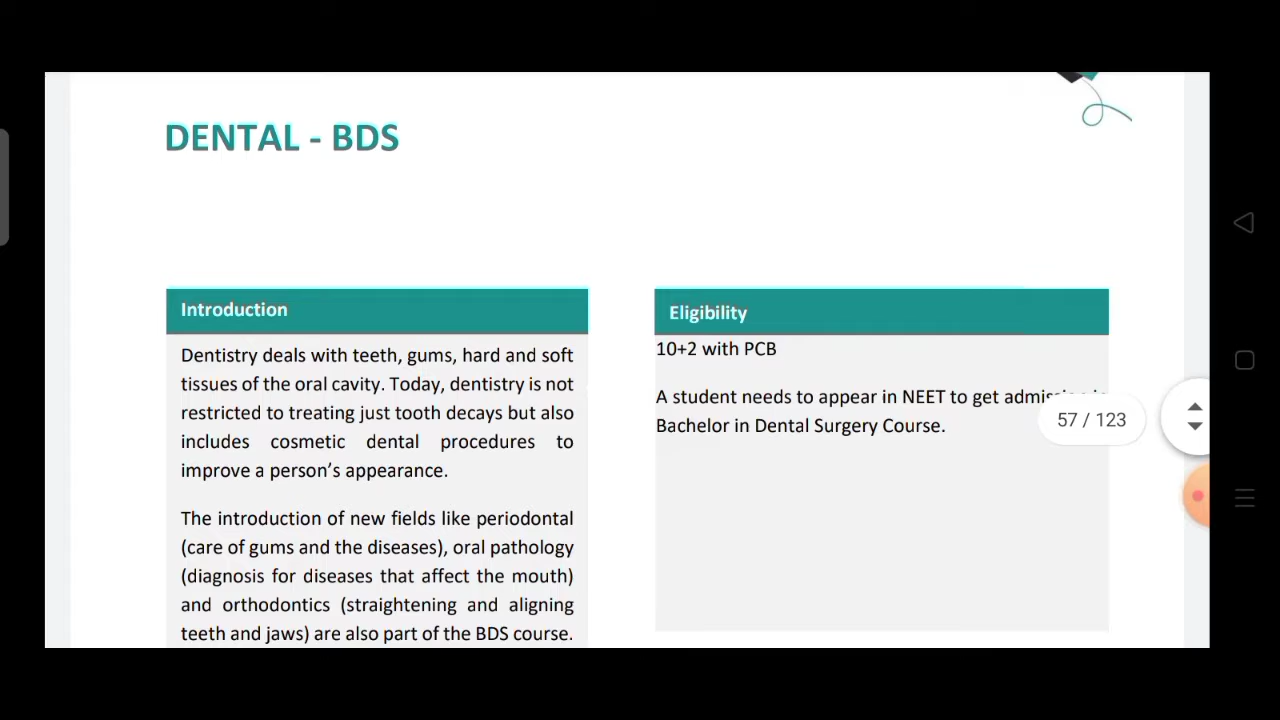 DENTAL - BDS
Introduction
Dentistry deals with teeth, gums, hard and soft
tissues of the oral cavity. Today, dentistry is not
restricted to treating just tooth decays but also
includes cosmetic dental procedures to
improve a person's appearance.
The introduction of new fields like periodontal
(care of gums and the diseases), oral pathology
(diagnosis for diseases that affect the mouth)
and orthodontics (straightening and aligning
teeth and jaws) are also part of the BDS course.
Eligibility
10+2 with PCB
A student needs to appear in NEET to get
Bachelor in Dental Surgery Course.
57 / 123